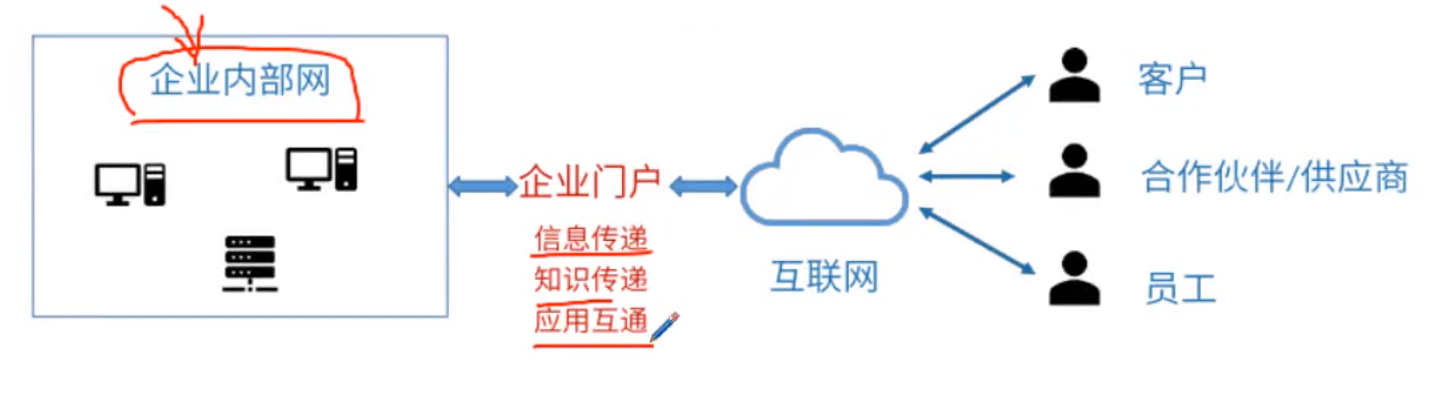 企业内部网
企业门户
信息传递
知识传递
应用互通
互联网
客户
合作伙伴/供应商
员工